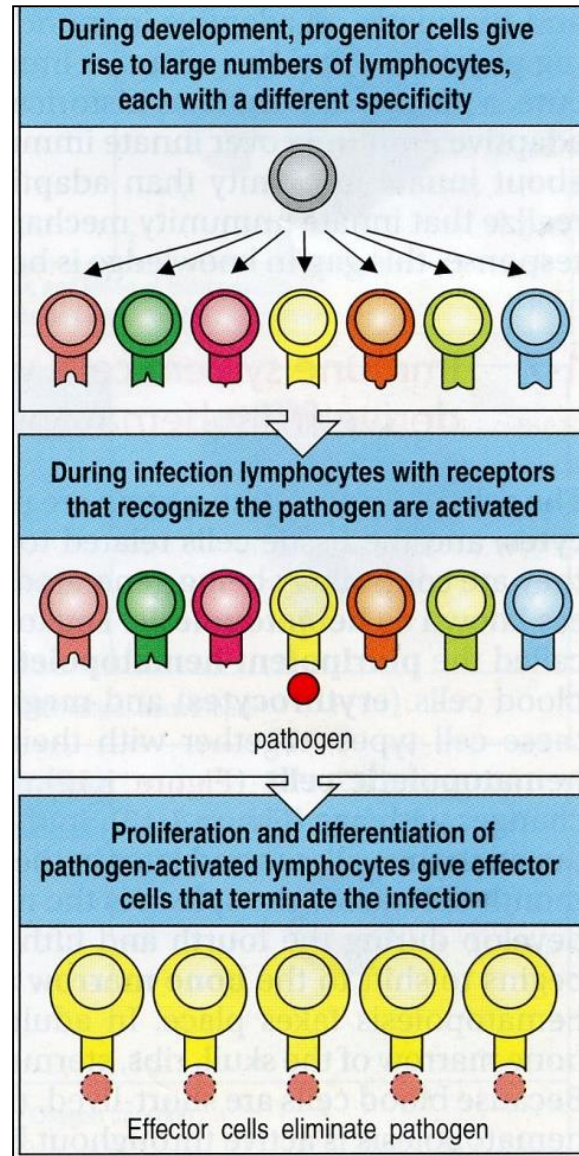 During development, progenitor cells give
rise to large numbers of lymphocytes,
each with a different specificity
During infection lymphocytes with receptors
that recognize the pathogen are activated
pathogen
Proliferation and differentiation of
pathogen-activated lymphocytes give effector
cells that terminate the infection
Effector cells eliminate pathogen